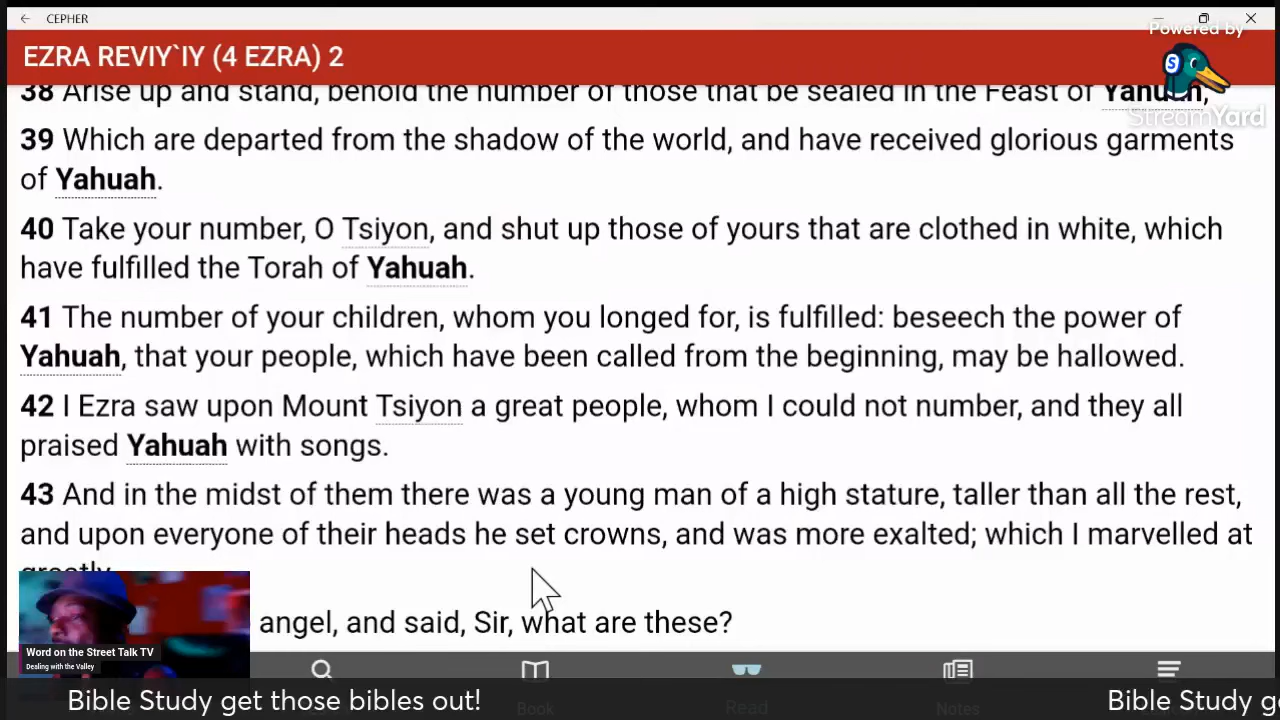 CEPHER
Powered by
EZRA REVIY`IY (4 EZRA) 2
S
StreamYard
38 Arise up and stand, behold the number of those that be sealed in the Feast of Yahuah,
39 Which are departed from the shadow of the world, and have received glorious garments
of Yahuah.
40 Take your number, O Tsiyon, and shut up those of yours that are clothed in white, which
have fulfilled the Torah of Yahuah.
41 The number of your children, whom you longed for, is fulfilled: beseech the power of
Yahuah, that your people, which have been called from the beginning, may be hallowed.
42 I Ezra saw upon Mount Tsiyon a great people, whom I could not number, and they all
praised Yahuah with songs.
43 And in the midst of them there was a young man of a high stature, taller than all the rest,
and upon everyone of their heads he set crowns, and was more exalted; which I marvelled at
greatly
angel, and said, Sir, what are these?
Word on the Street Talk TV
Dealing with the Valley
Book
Read
Notes
Bible Study get those bibles out!
Bible Study g